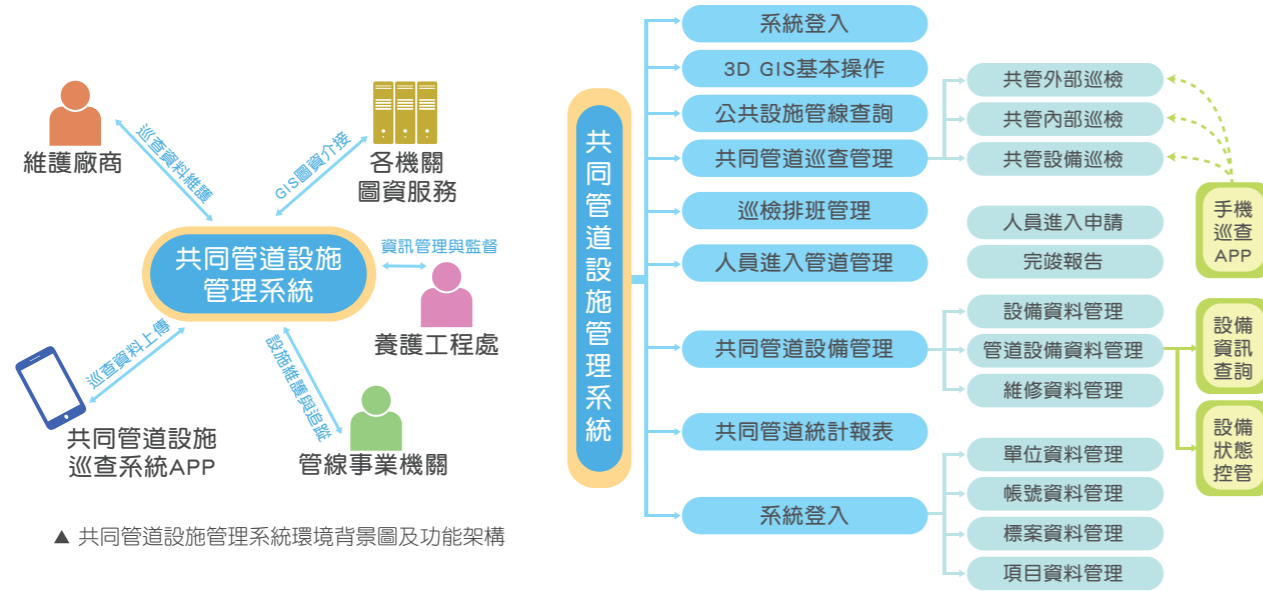 維護廠商
巡查資料維護
各機關
圖資服務
GIS圖資介接
共同管道設施
管理系統
資訊管理與監督
養護工程處
巡查資料上傳
共同管道設施
巡查系統APP
設施維護與追蹤
管線事業機關
▲ 共同管道設施管理系統環境背景圖及功能架構
共同管道設施管理系統
系統登入
3D GIS基本操作
公共設施管線查詢
共同管道巡查管理
共管外部巡檢
共管內部巡檢
共管設備巡檢
手機
巡查
APP
巡檢排班管理
人員進入管道管理
人員進入申請
完竣報告
共同管道設備管理
設備資料管理
管道設備資料管理
維修資料管理
設備
資訊
查詢
設備
狀態
控管
共同管道統計報表
系統登入
單位資料管理
帳號資料管理
標案資料管理
項目資料管理